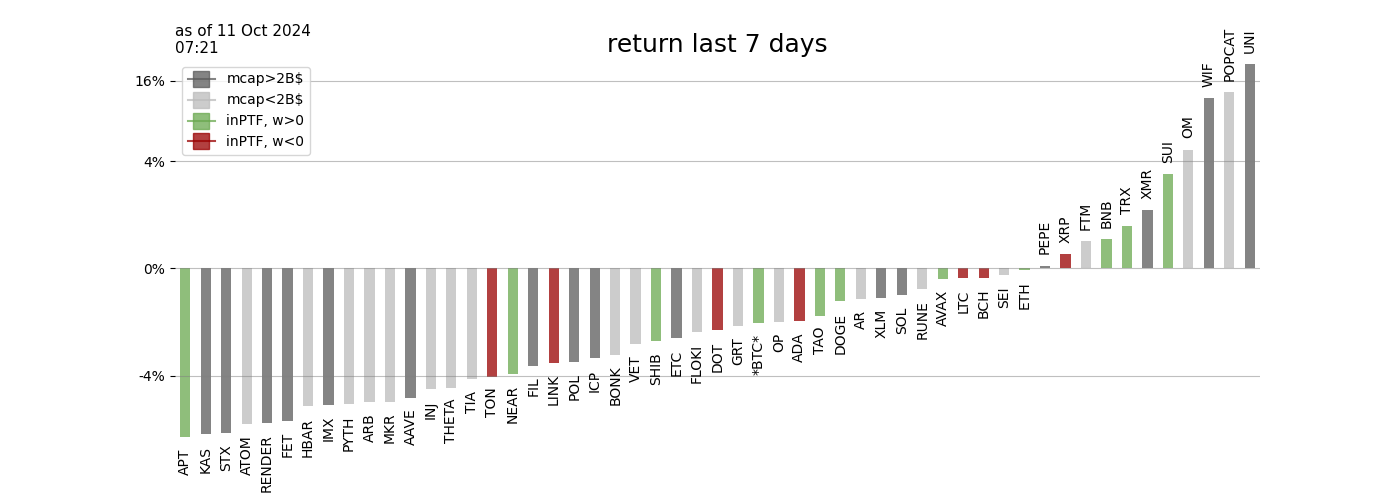 as of 11 Oct 2024
07:21
return last 7 days
mcap>2B$
mcap<2B$
inPTF, w>0
inPTF, w<0
16%
4%
0%
-4%
APT
KAS
STX
ATOM
RENDER
FET
HBAR
IMX
PYTH
ARB
MKR
AAVE
INJ
THETA
TIA
TON
NEAR
FIL
LINK
POL
ICP
BONK
VET
SHIB
ETC
FLOKI
DOT
GRT
*BTC*
OP
ADA
TAO
DOGE
AR
XLM
SOL
RUNE
AVAX
LTC
BCH
SEI
ETH
PEPE
XRP
FTM
BNB
TRX
XMR
SUI
OM
WIF
POPCAT
UNI